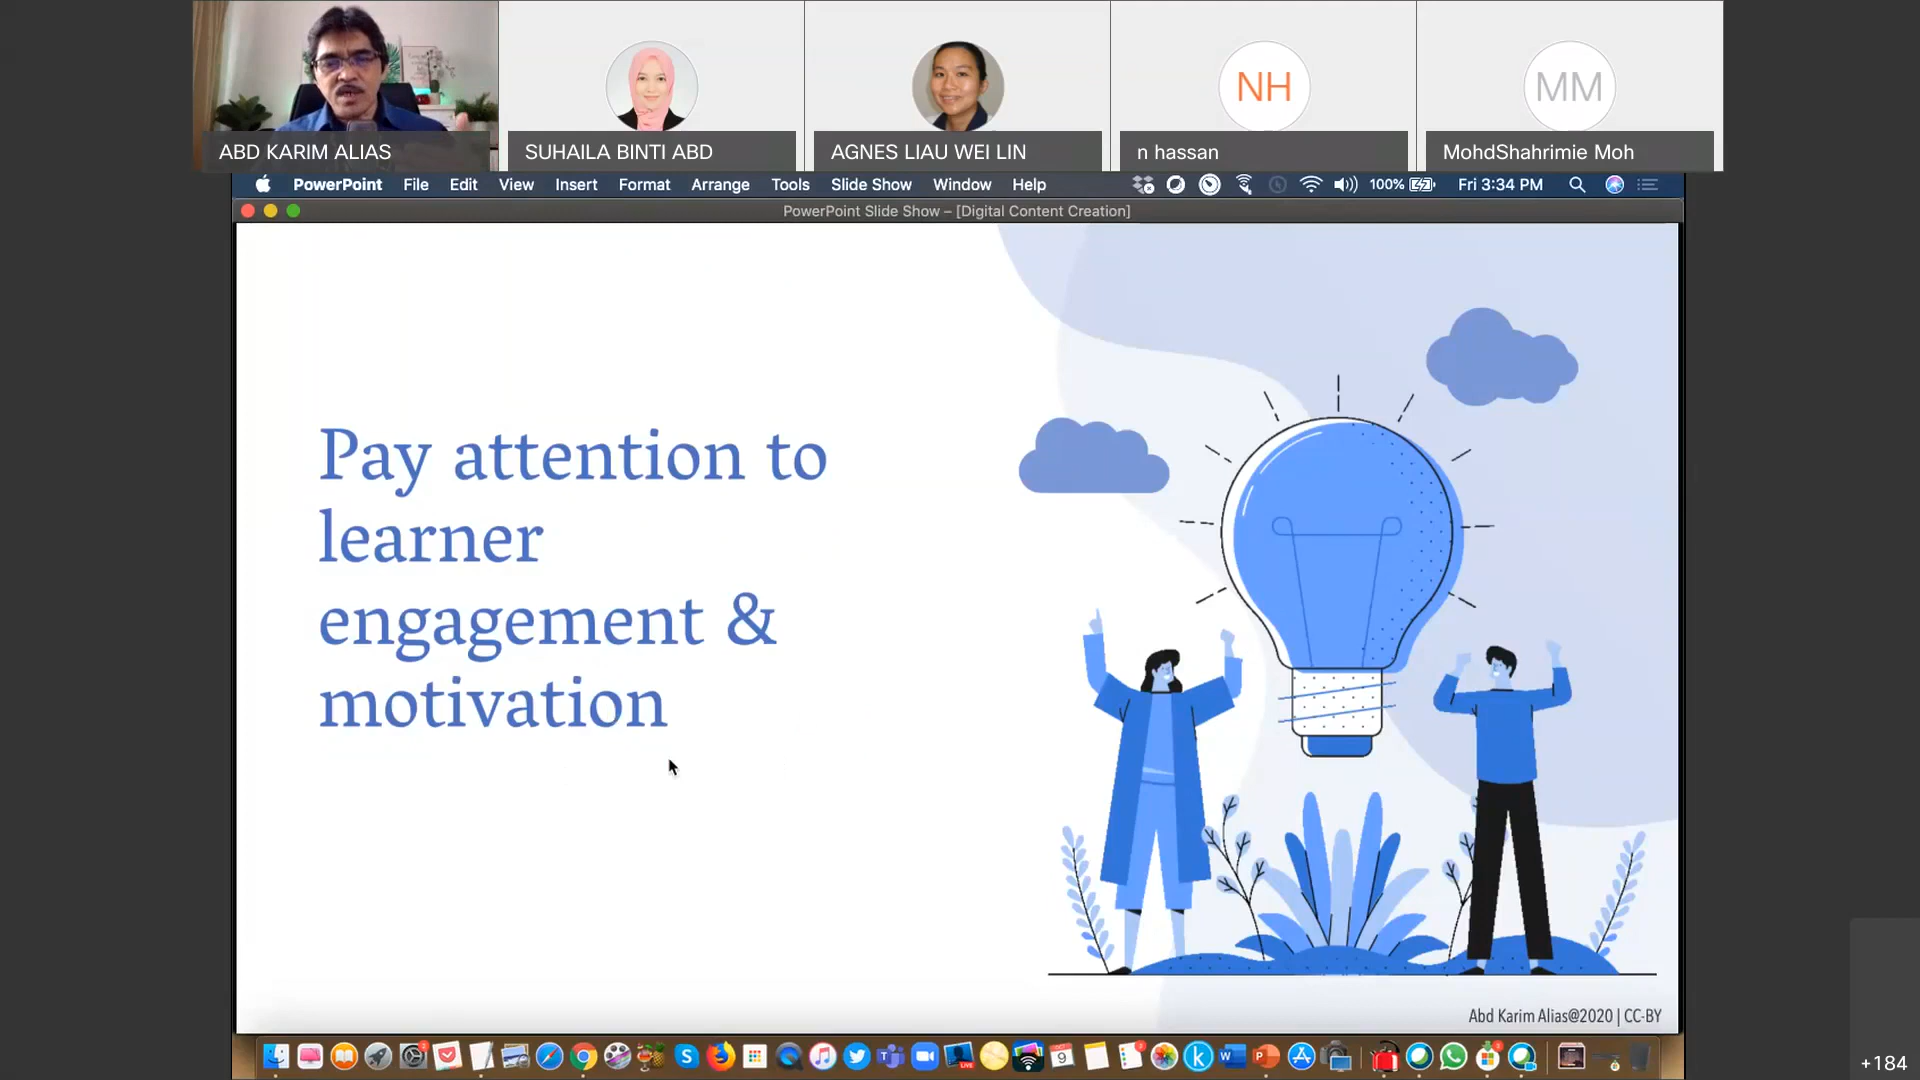 NH
MM
ABD KARIM ALIAS
SUHAILA BINTI ABD
AGNES LIAU WEI LIN
n hassan
MohdShahrimie Moh
PowerPoint File Edit View Insert Format Arrange Tools Slide Show Window Help 100% Fri 3:34 PM
PowerPoint Slide Show – [Digital Content Creation]
Pay attention to
learner
engagement &
motivation
Abd Karim Alias@2020 | CC-BY
+184